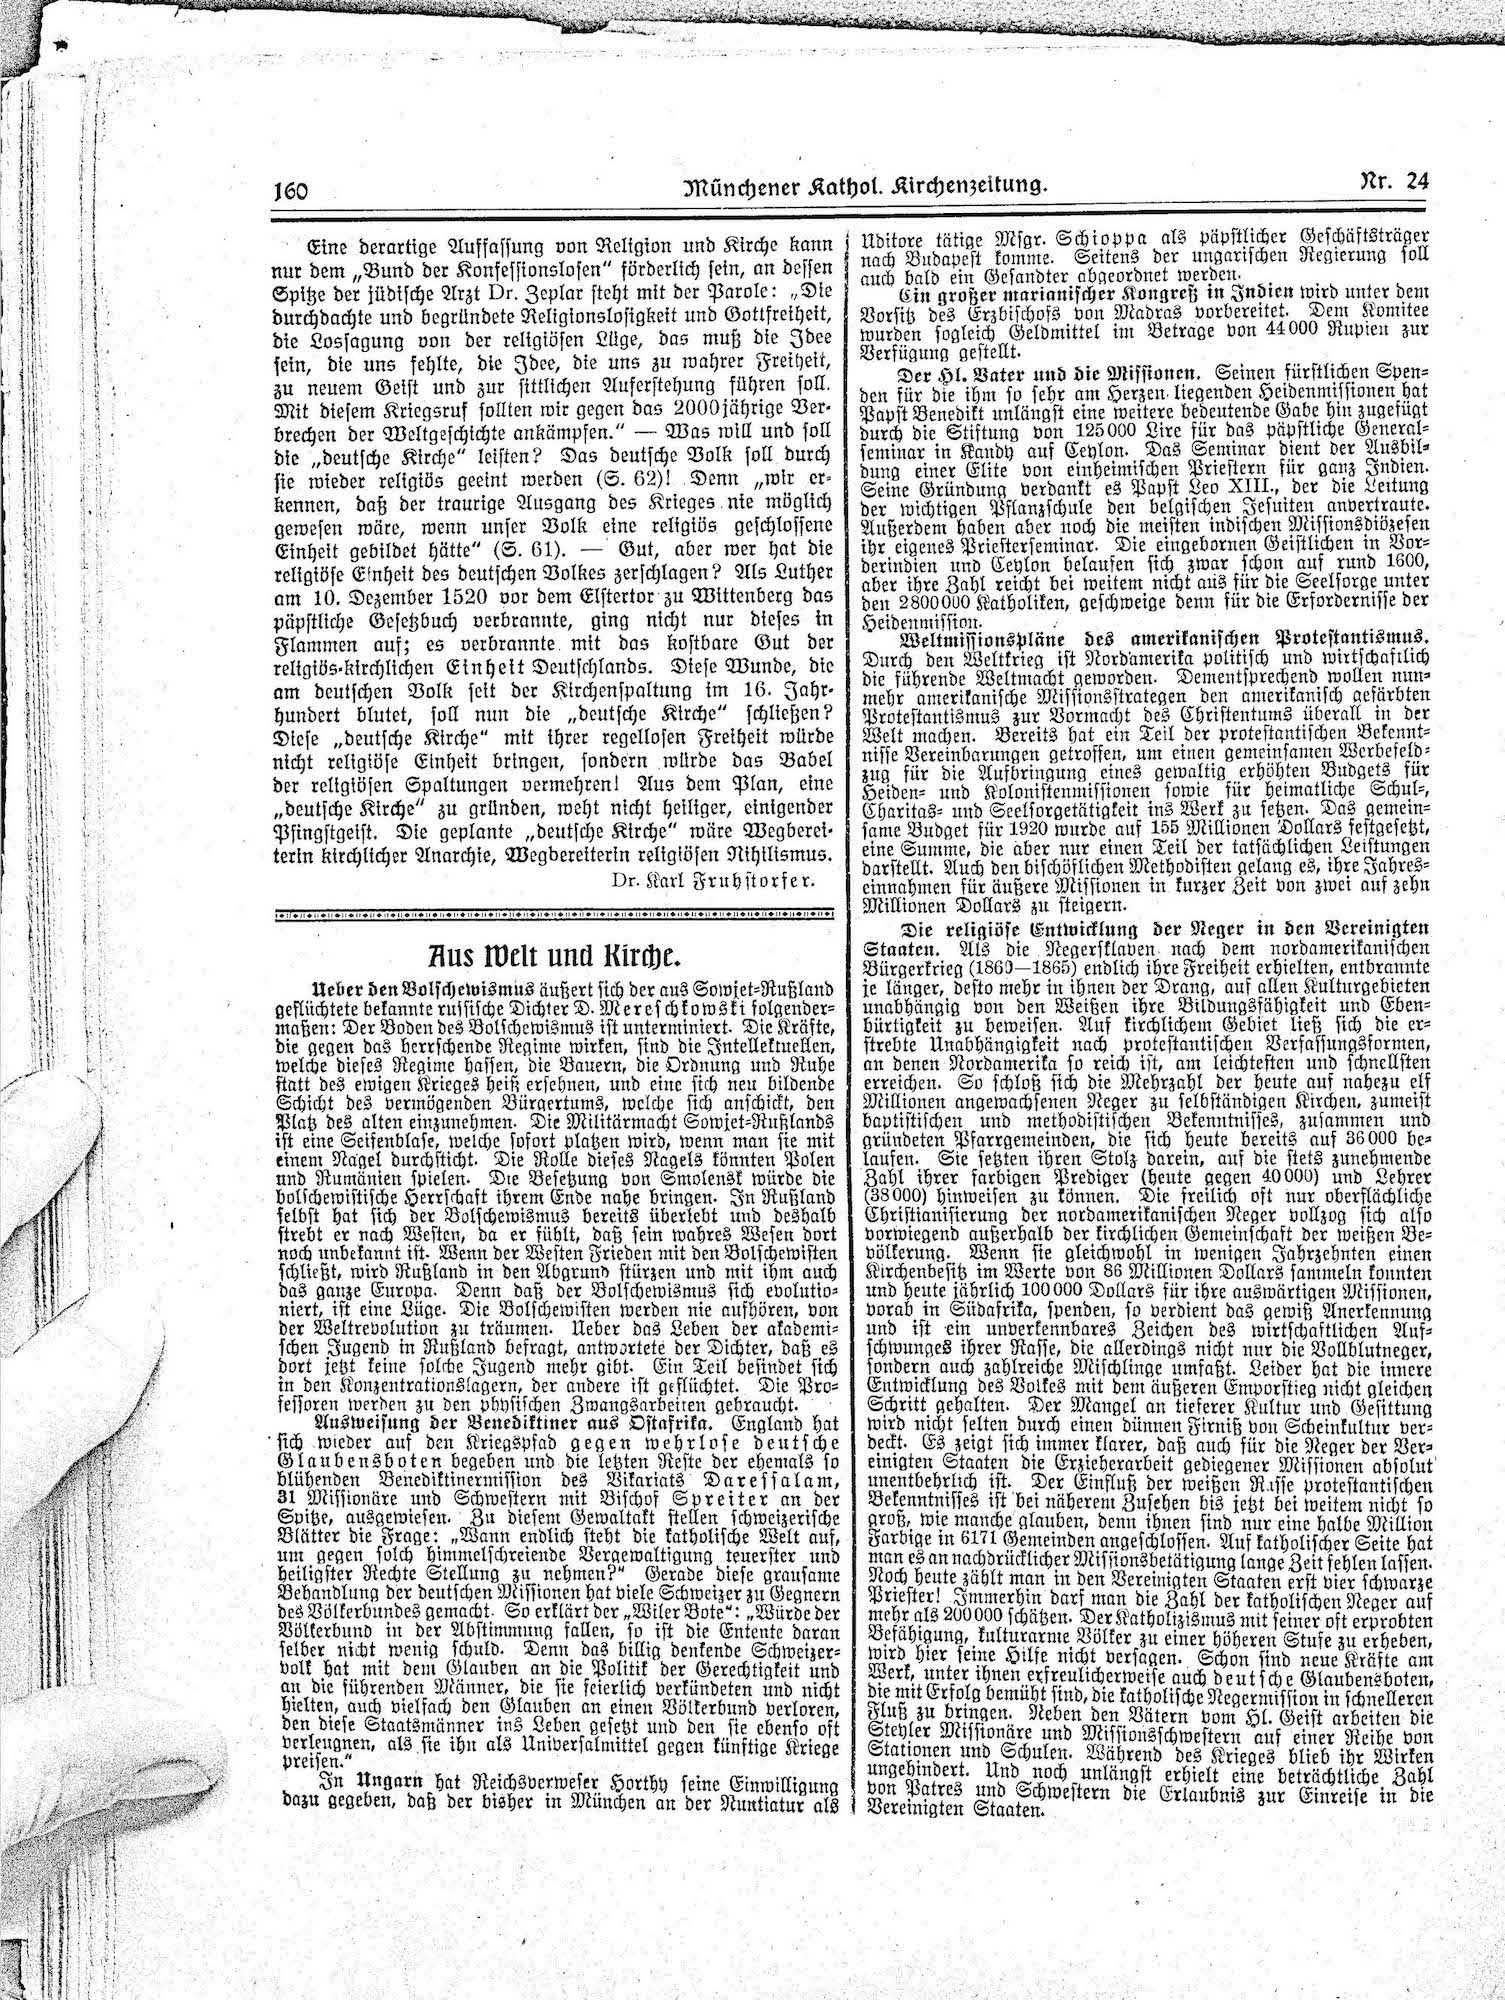 160
Münchener Kathol. Kirchenzeitung.
Nr. 24
Eine derartige Auffassung von Religion und Kirche kann
nur dem „Bund der Konfessionslosen“ förderlich sein, an dessen
Spitze der jüdische Arzt Dr. Zeplar steht mit der Parole: „Die
durchdachte und begründete Religionslosigkeit und Gottfreiheit,
die Lossagung von der religiösen Lüge, das muß die Idee
sein, die uns fehlte, die Idee, die uns zu wahrer Freiheit,
zu neuem Geist und zur sittlichen Auferstehung führen soll.
Mit diesem Kriegsruf sollten wir gegen das 2000jährige Ver-
brechen der Weltgeschichte ankämpfen.“ — Was will und soll
die „deutsche Kirche“ leisten? Das deutsche Volk soll durch
sie wieder religiös geeint werden (S. 62)! Denn „wir er-
kennen, daß der traurige Ausgang des Krieges nie möglich
gewesen wäre, wenn unser Volk eine religiös geschlossene
Einheit gebildet hätte“ (S. 61). — Gut, aber wer hat die
religiöse Einheit des deutschen Volkes zerschlagen? Als Luther
am 10. Dezember 1520 vor dem Elstertor zu Wittenberg das
päpstliche Gesetzbuch verbrannte, ging nicht nur dieses in
Flammen auf; es verbrannte mit das kostbare Gut der
religiös-kirchlichen Einheit Deutschlands. Diese Wunde, die
am deutschen Volk seit der Kirchenspaltung im 16. Jahr-
hundert blutet, soll nun die „deutsche Kirche“ schließen?
Diese „deutsche Kirche“ mit ihrer regellosen Freiheit würde
nicht religiöse Einheit bringen, sondern würde das Babel
der religiösen Spaltungen vermehren! Aus dem Plan, eine
„deutsche Kirche“ zu gründen, weht nicht heiliger, einigender
Pfingstgeist. Die geplante „deutsche Kirche“ wäre Wegberei-
terin kirchlicher Anarchie, Wegbereiterin religiösen Nihilismus.
Dr. Karl Fruhstorfer.
Aus Welt und Kirche.
Ueber den Bolschewismus äußert sich der aus Sowjet-Rußland
geflüchtete bekannte russische Dichter D. Mereschkowski folgender-
maßen: Der Boden des Bolschewismus ist unterminiert. Die Kräfte,
die gegen das herrschende Regime wirken, sind die Intellektuellen,
welche dieses Regime hassen, die Bauern, die Ordnung und Ruhe
statt des ewigen Krieges heiß ersehnen, und eine sich neu bildende
Schicht des vermögenden Bürgertums, welche sich anschickt, den
Platz des alten einzunehmen. Die Militärmacht Sowjet-Rußlands
ist eine Seifenblase, welche sofort platzen wird, wenn man sie mit
einem Nagel durchsticht. Die Rolle dieses Nagels könnten Polen
und Rumänien spielen. Die Besetzung von Smolensk würde die
bolschewistische Herrschaft ihrem Ende nahe bringen. In Rußland
selbst hat sich der Bolschewismus bereits überlebt und deshalb
strebt er nach Westen, da er fühlt, daß sein wahres Wesen dort
noch unbekannt ist. Wenn der Westen Frieden mit den Bolschewisten
schließt, wird Rußland in den Abgrund stürzen und mit ihm auch
das ganze Europa. Denn daß der Bolschewismus sich evolutio-
niert, ist eine Lüge. Die Bolschewisten werden nie aufhören, von
der Weltrevolution zu träumen. Ueber das Leben der akademi-
schen Jugend in Rußland befragt, antwortete der Dichter, daß es
dort jetzt keine solche Jugend mehr gibt. Ein Teil befindet sich
in den Konzentrationslagern, der andere ist geflüchtet. Die Pro-
fessoren werden zu den physischen Zwangsarbeiten gebraucht.
Ausweisung der Benediktiner aus Ostafrika. England hat
sich wieder auf den Kriegspfad gegen wehrlose deutsche
Glaubensboten begeben und die letzten Reste der ehemals so
blühenden Benediktinermission des Vikariats Daressalam,
31 Missionäre und Schwestern mit Bischof Spreiter an der
Spitze, ausgewiesen. Zu diesem Gewaltakt stellen schweizerische
Blätter die Frage: „Wann endlich steht die katholische Welt auf,
um gegen solch himmelschreiende Vergewaltigung teuerster und
heiligster Rechte Stellung zu nehmen?“ Gerade diese grausame
Behandlung der deutschen Missionen hat viele Schweizer zu Gegnern
des Völkerbundes gemacht. So erklärt der „Wiler Bote“: „Würde der
Völkerbund in der Abstimmung fallen, so ist die Entente daran
selber nicht wenig schuld. Denn das billig denkende Schweizer-
volk hat mit dem Glauben an die Politik der Gerechtigkeit und
an die führenden Männer, die sie feierlich verkündeten und nicht
hielten, auch vielfach den Glauben an einen Völkerbund verloren,
den diese Staatsmänner ins Leben gesetzt und den sie ebenso oft
verleugnen, als sie ihn als Universalmittel gegen künftige Kriege
preisen.“
In Ungarn hat Reichsverweser Horthy seine Einwilligung
dazu gegeben, daß der bisher in München an der Nuntiatur als
Uditore tätige Msgr. Schioppa als päpstlicher Geschäftsträger
nach Budapest komme. Seitens der ungarischen Regierung soll
auch bald ein Gesandter abgeordnet werden.
Ein großer marianischer Kongreß in Indien wird unter dem
Vorsitz des Erzbischofs von Madras vorbereitet. Dem Komitee
wurden sogleich Geldmittel im Betrage von 44000 Rupien zur
Verfügung gestellt.
Der Hl. Vater und die Missionen. Seinen fürstlichen Spen-
den für die ihm so sehr am Herzen liegenden Heidenmissionen hat
Papst Benedikt unlängst eine weitere bedeutende Gabe hin zugefügt
durch die Stiftung von 125000 Lire für das päpstliche General-
seminar in Kandy auf Ceylon. Das Seminar dient der Ausbil-
dung einer Elite von einheimischen Priestern für ganz Indien.
Seine Gründung verdankt es Papst Leo XIII., der die Leitung
der wichtigen Pflanzschule den belgischen Jesuiten anvertraute.
Außerdem haben aber noch die meisten indischen Missionsdiözesen
ihr eigenes Priesterseminar. Die eingebornen Geistlichen in Vor-
derindien und Ceylon belaufen sich zwar schon auf rund 1600,
aber ihre Zahl reicht bei weitem nicht aus für die Seelsorge unter
den 2800000 Katholiken, geschweige denn für die Erfordernisse der
Heidenmission.
Weltmissionspläne des amerikanischen Protestantismus.
Durch den Weltkrieg ist Nordamerika politisch und wirtschaftlich
die führende Weltmacht geworden. Dementsprechend wollen nun-
mehr amerikanische Missionsstrategen den amerikanisch gefärbten
Protestantismus zur Vormacht des Christentums überall in der
Welt machen. Bereits hat ein Teil der protestantischen Bekennt-
nisse Vereinbarungen getroffen, um einen gemeinsamen Werbefeld-
zug für die Aufbringung eines gewaltig erhöhten Budgets für
Heiden- und Kolonistenmissionen sowie für heimatliche Schul-,
Charitas- und Seelsorgetätigkeit ins Werk zu setzen. Das gemein-
same Budget für 1920 wurde auf 155 Millionen Dollars festgesetzt,
eine Summe, die aber nur einen Teil der tatsächlichen Leistungen
darstellt. Auch den bischöflichen Methodisten gelang es, ihre Jahres-
einnahmen für äußere Missionen in kurzer Zeit von zwei auf zehn
Millionen Dollars zu steigern.
Die religiöse Entwicklung der Neger in den Vereinigten
Staaten. Als die Negersklaven nach dem nordamerikanischen
Bürgerkrieg (1860—1865) endlich ihre Freiheit erhielten, entbrannte
je länger, desto mehr in ihnen der Drang, auf allen Kulturgebieten
unabhängig von den Weißen ihre Bildungsfähigkeit und Eben-
bürtigkeit zu beweisen. Auf kirchlichem Gebiet ließ sich die er-
strebte Unabhängigkeit nach protestantischen Verfassungsformen,
an denen Nordamerika so reich ist, am leichtesten und schnellsten
erreichen. So schloß sich die Mehrzahl der heute auf nahezu elf
Millionen angewachsenen Neger zu selbständigen Kirchen, zumeist
baptistischen und methodistischen Bekenntnisses, zusammen und
gründeten Pfarrgemeinden, die sich heute bereits auf 36000 be-
laufen. Sie setzten ihren Stolz darein, auf die stets zunehmende
Zahl ihrer farbigen Prediger (heute gegen 40000) und Lehrer
(38000) hinweisen zu können. Die freilich oft nur oberflächliche
Christianisierung der nordamerikanischen Neger vollzog sich also
vorwiegend außerhalb der kirchlichen Gemeinschaft der weißen Be-
völkerung. Wenn sie gleichwohl in wenigen Jahrzehnten einen
Kirchenbesitz im Werte von 86 Millionen Dollars sammeln konnten
und heute jährlich 100000 Dollars für ihre auswärtigen Missionen,
vorab in Südafrika, spenden, so verdient das gewiß Anerkennung
und ist ein unverkennbares Zeichen des wirtschaftlichen Auf-
schwunges ihrer Rasse, die allerdings nicht nur die Vollblutneger,
sondern auch zahlreiche Mischlinge umfaßt. Leider hat die innere
Entwicklung des Volkes mit dem äußeren Emporstieg nicht gleichen
Schritt gehalten. Der Mangel an tieferer Kultur und Gesittung
wird nicht selten durch einen dünnen Firniß von Scheinkultur ver-
deckt. Es zeigt sich immer klarer, daß auch für die Neger der Ver-
einigten Staaten die Erzieherarbeit gediegener Missionen absolut
unentbehrlich ist. Der Einfluß der weißen Rasse protestantischen
Bekenntnisses ist bei näherem Zusehen bis jetzt bei weitem nicht so
groß, wie manche glauben, denn ihnen sind nur eine halbe Million
Farbige in 6171 Gemeinden angeschlossen. Auf katholischer Seite hat
man es an nachdrücklicher Missionsbetätigung lange Zeit fehlen lassen.
Noch heute zählt man in den Vereinigten Staaten erst vier schwarze
Priester! Immerhin darf man die Zahl der katholischen Neger auf
mehr als 200000 schätzen. Der Katholizismus mit seiner oft erprobten
Befähigung, kulturarme Völker zu einer höheren Stufe zu erheben,
wird hier seine Hilfe nicht versagen. Schon sind neue Kräfte am
Werk, unter ihnen erfreulicherweise auch deutsche Glaubensboten,
die mit Erfolg bemüht sind, die katholische Negermission in schnelleren
Fluß zu bringen. Neben den Vätern vom Hl. Geist arbeiten die
Steyler Missionäre und Missionsschwestern auf einer Reihe von
Stationen und Schulen. Während des Krieges blieb ihr Wirken
ungehindert. Und noch unlängst erhielt eine beträchtliche Zahl
von Patres und Schwestern die Erlaubnis zur Einreise in die
Vereinigten Staaten.